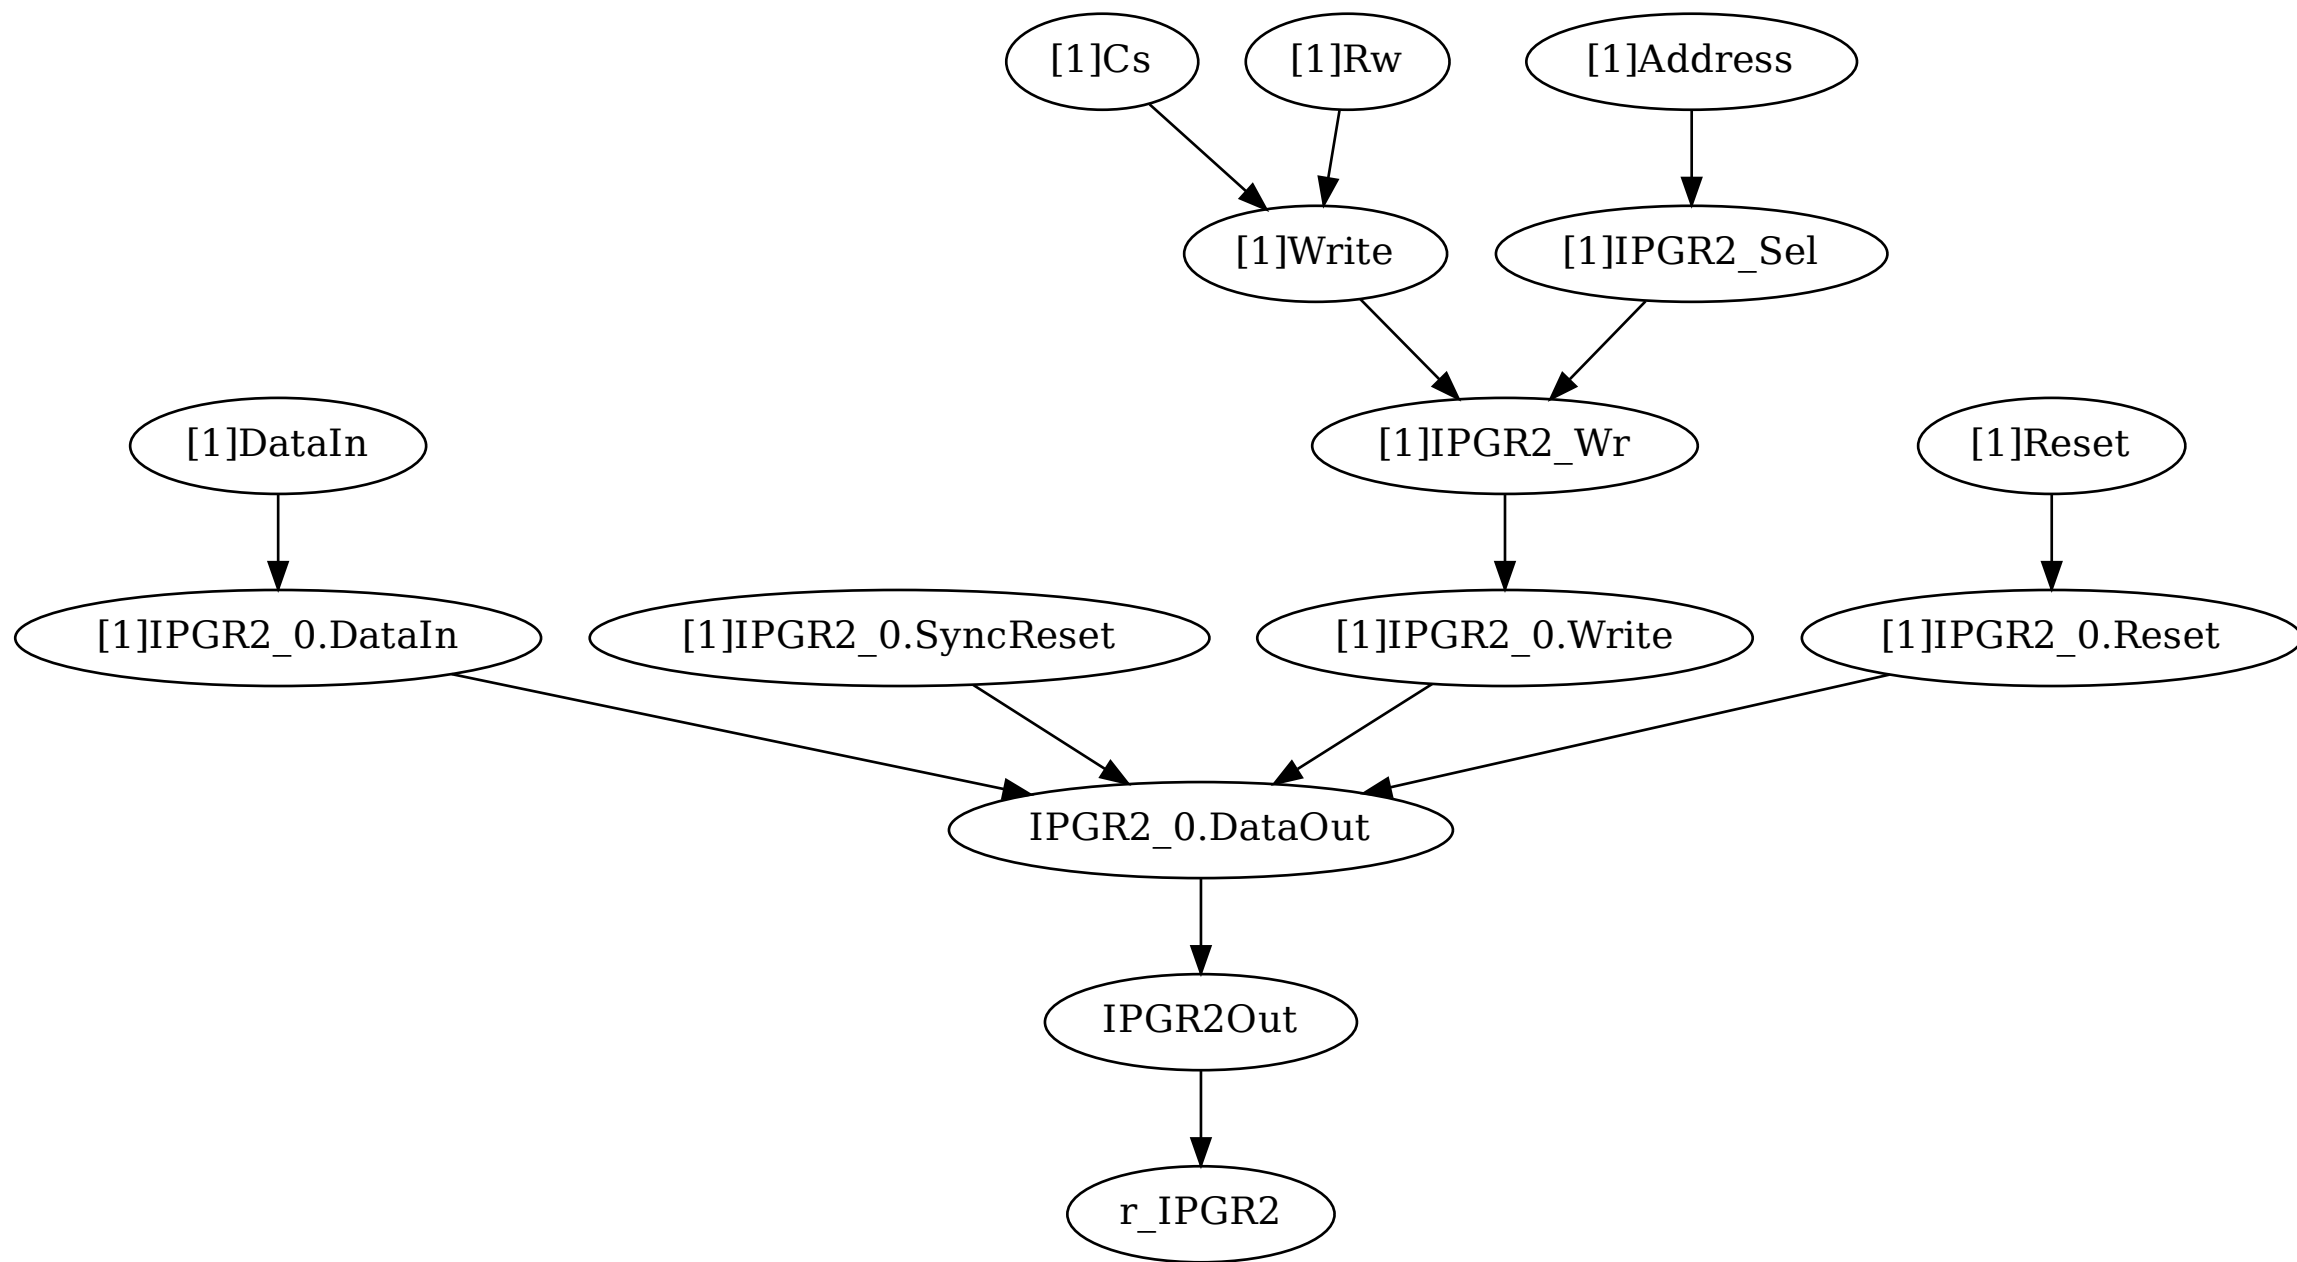 [1]Cs
[1]Rw
[1]Address
[1]Write
[1]IPGR2_Sel
[1]DataIn
[1]IPGR2_Wr
[1]Reset
[1]IPGR2_0.DataIn
[1]IPGR2_0.SyncReset
[1]IPGR2_0.Write
[1]IPGR2_0.Reset
IPGR2_0.DataOut
IPGR2Out
r_IPGR2